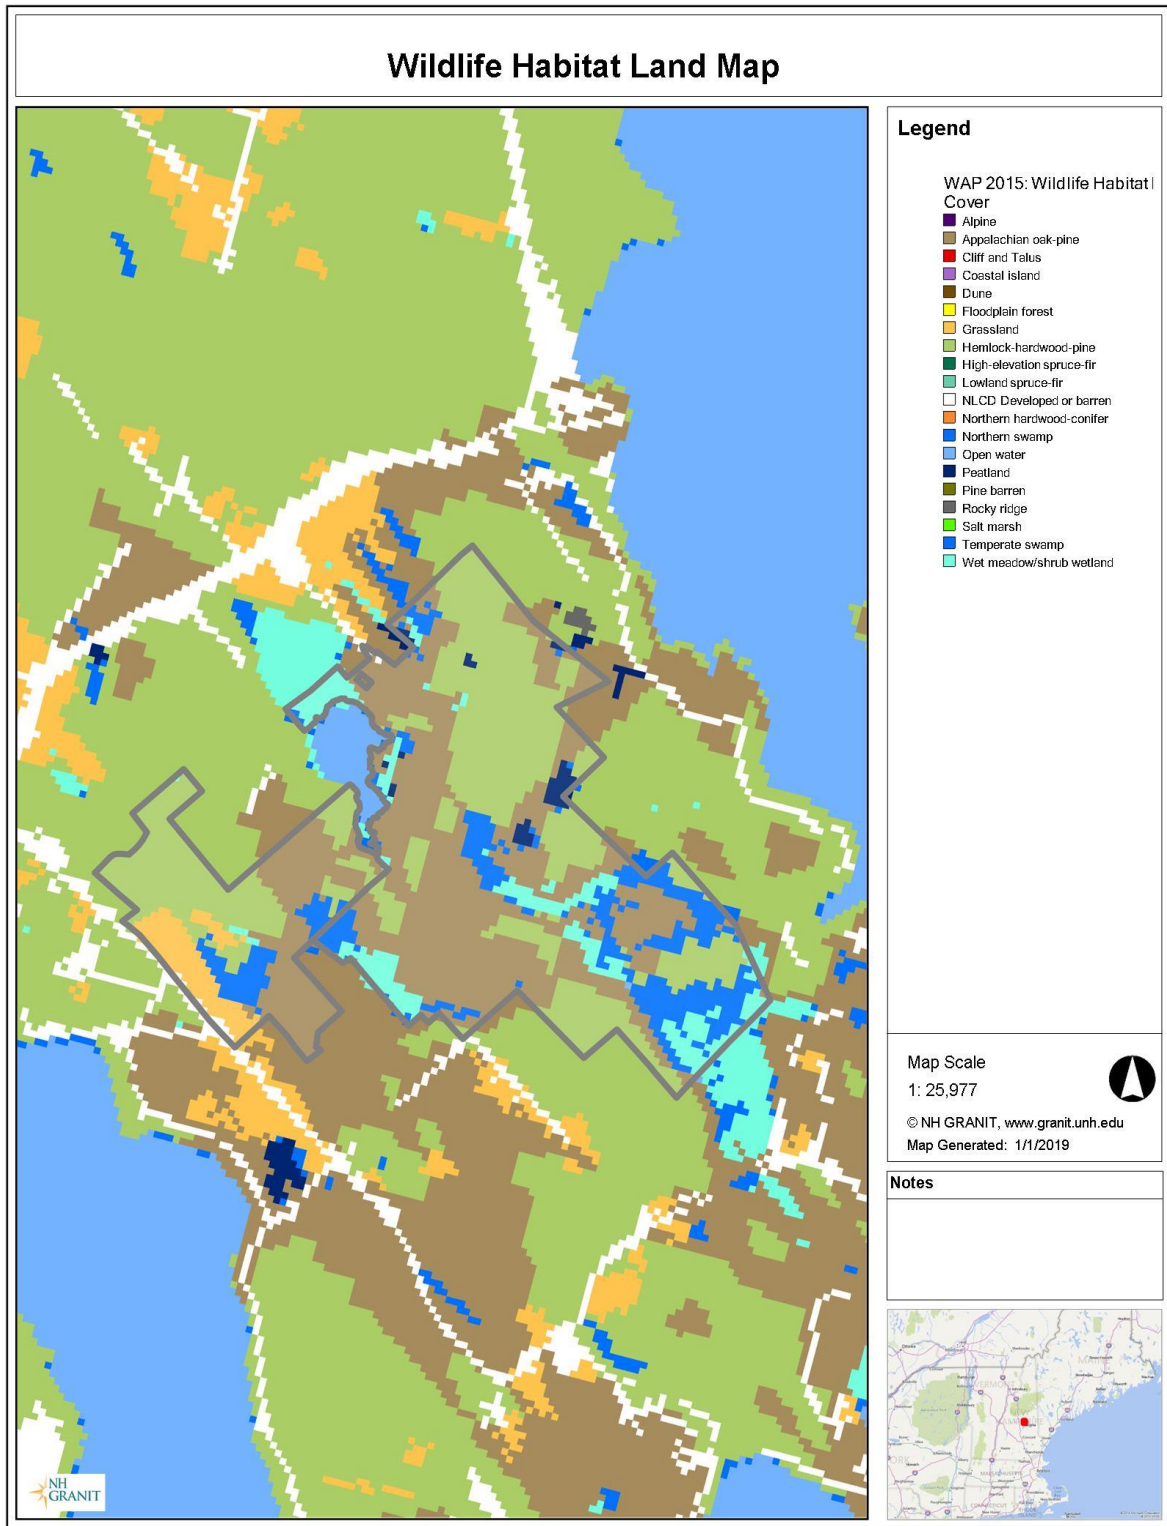 Wildlife Habitat Land Map
Legend
WAP 2015: Wildlife Habitat
Cover
Alpine
Appalachian oak-pine
Cliff and Talus
Coastal island
Dune
Floodplain forest
Grassland
Hemlock-hardwood-pine
High-elevation spruce-fir
Lowland spruce-fir
NLCD Developed or barren
Northern hardwood-conifer
Northern swamp
Open water
Peatland
Pine barren
Rocky ridge
Salt marsh
Temperate swamp
Wet meadow/shrub wetland
Map Scale
1: 25,977
© NH GRANIT, www.granit.unh.edu
Map Generated: 1/1/2019
Notes
NH
GRANIT
VERMONT
MAINE
MASSACHUSETTS